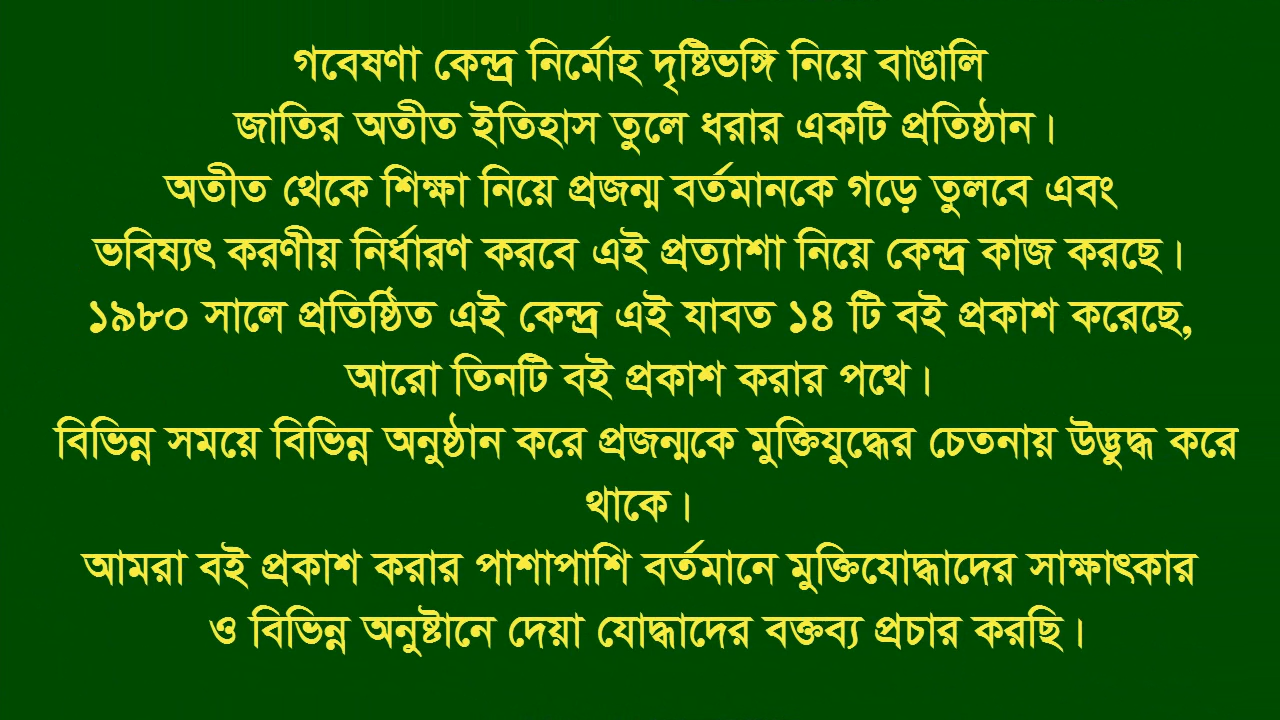 গবেষণা কেন্দ্র নির্মোহ দৃষ্টিভঙ্গি নিয়ে বাঙালি
জাতির অতীত ইতিহাস তুলে ধরার একটি প্রতিষ্ঠান।
অতীত থেকে শিক্ষা নিয়ে প্রজন্ম বর্তমানকে গড়ে তুলবে এবং
ভবিষ্যৎ করণীয় নির্ধারণ করবে এই প্রত্যাশা নিয়ে কেন্দ্র কাজ করছে।
১৯৮০ সালে প্রতিষ্ঠিত এই কেন্দ্র এই যাবত ১৪ টি বই প্রকাশ করেছে,
আরো তিনটি বই প্রকাশ করার পথে।
বিভিন্ন সময়ে বিভিন্ন অনুষ্ঠান করে প্রজন্মকে মুক্তিযুদ্ধের চেতনায় উদ্ভুদ্ধ করে
থাকে।
আমরা বই প্রকাশ করার পাশাপাশি বর্তমানে মুক্তিযোদ্ধাদের সাক্ষাৎকার
ও বিভিন্ন অনুষ্টানে দেয়া যোদ্ধাদের বক্তব্য প্রচার করছি।